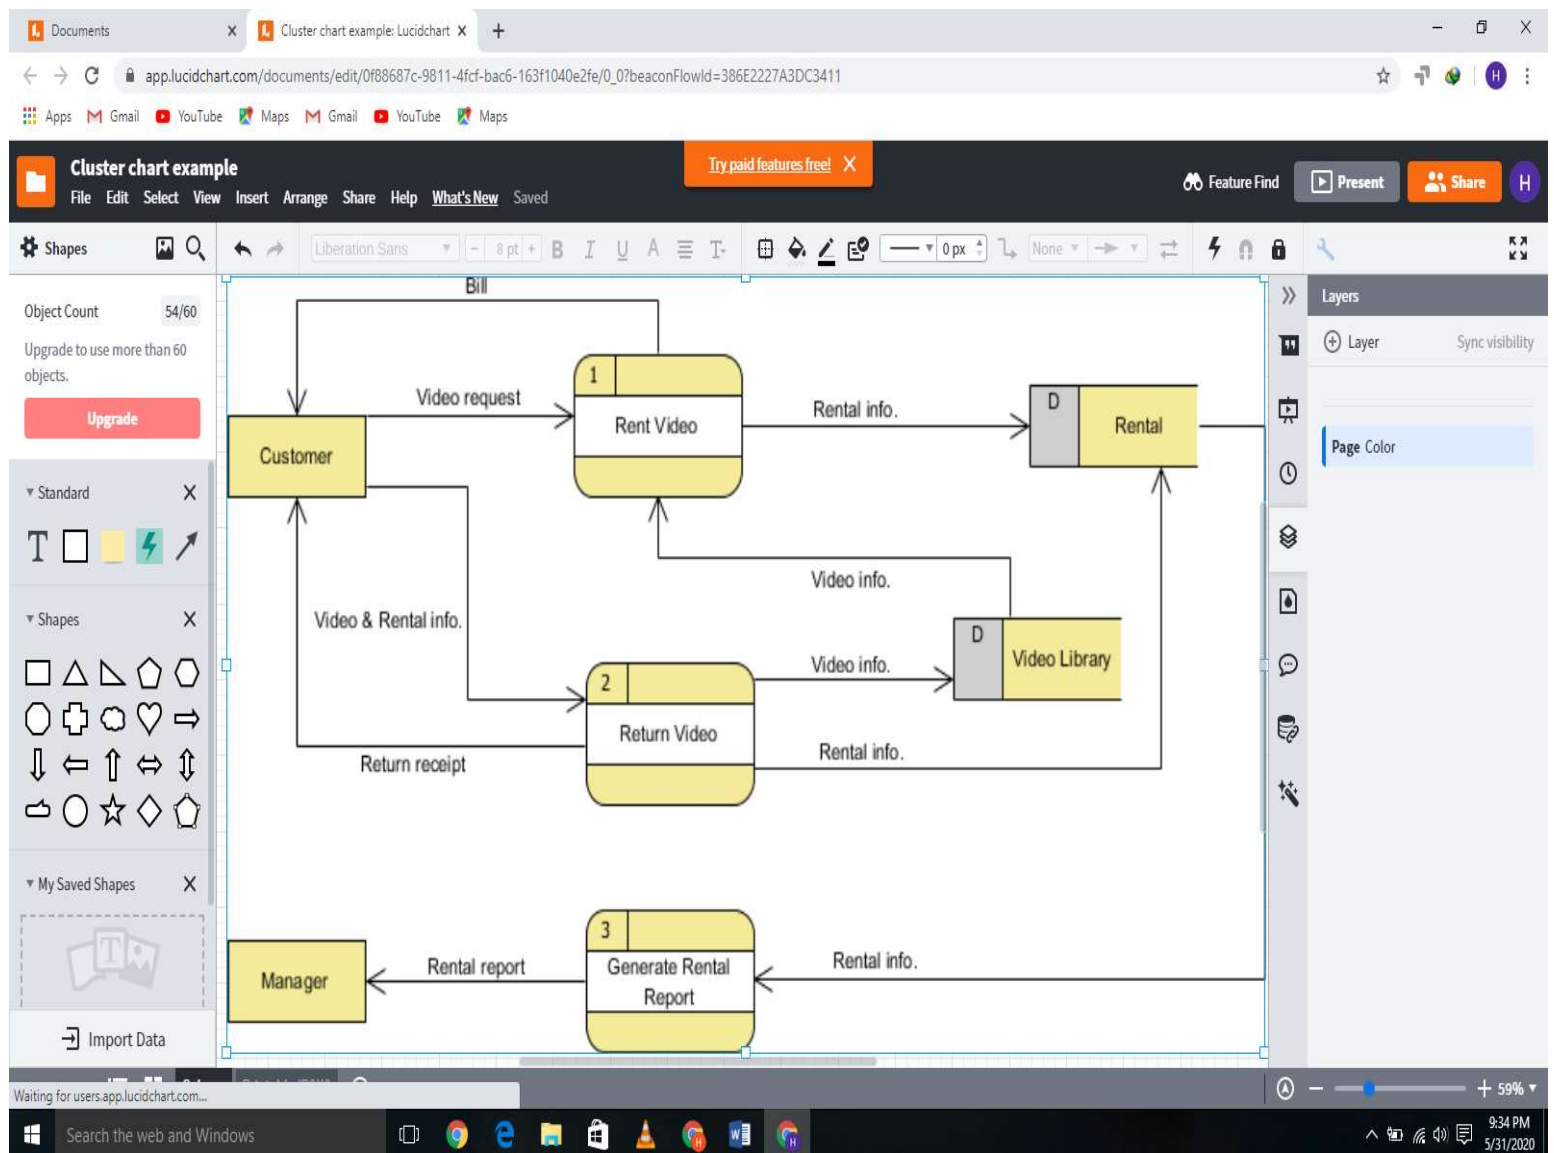 Documents
Cluster chart example: Lucidchart
app.lucidchart.com/documents/edit/0f88687c-9811-4fcf-bac6-163f1040e2fe/0_0?beaconFlowId=386E2227A3DC3411
H
Apps Gmail YouTube Maps Gmail YouTube Maps
Cluster chart example
Try paid features free! X
File Edit Select View Insert Arrange Share Help What's New Saved
Feature Find
Present
Share
H
Shapes
Liberation Sans - 8 pt + B I U A T 0 px None
Object Count 54/60
Upgrade to use more than 60
objects.
Upgrade
Standard
T
Shapes
My Saved Shapes
T
Import Data
Layers
Layer Sync visibility
Page Color
Bill
Video request
1
Rent Video
Rental info.
D
Rental
Customer
Video info.
Video & Rental info.
D
Video Library
Video info.
2
Return Video
Rental info.
Return receipt
3
Generate Rental
Report
Rental info.
Rental report
Manager
59%
Waiting for users.app.lucidchart.com...
Search the web and Windows
9:34 PM
5/31/2020